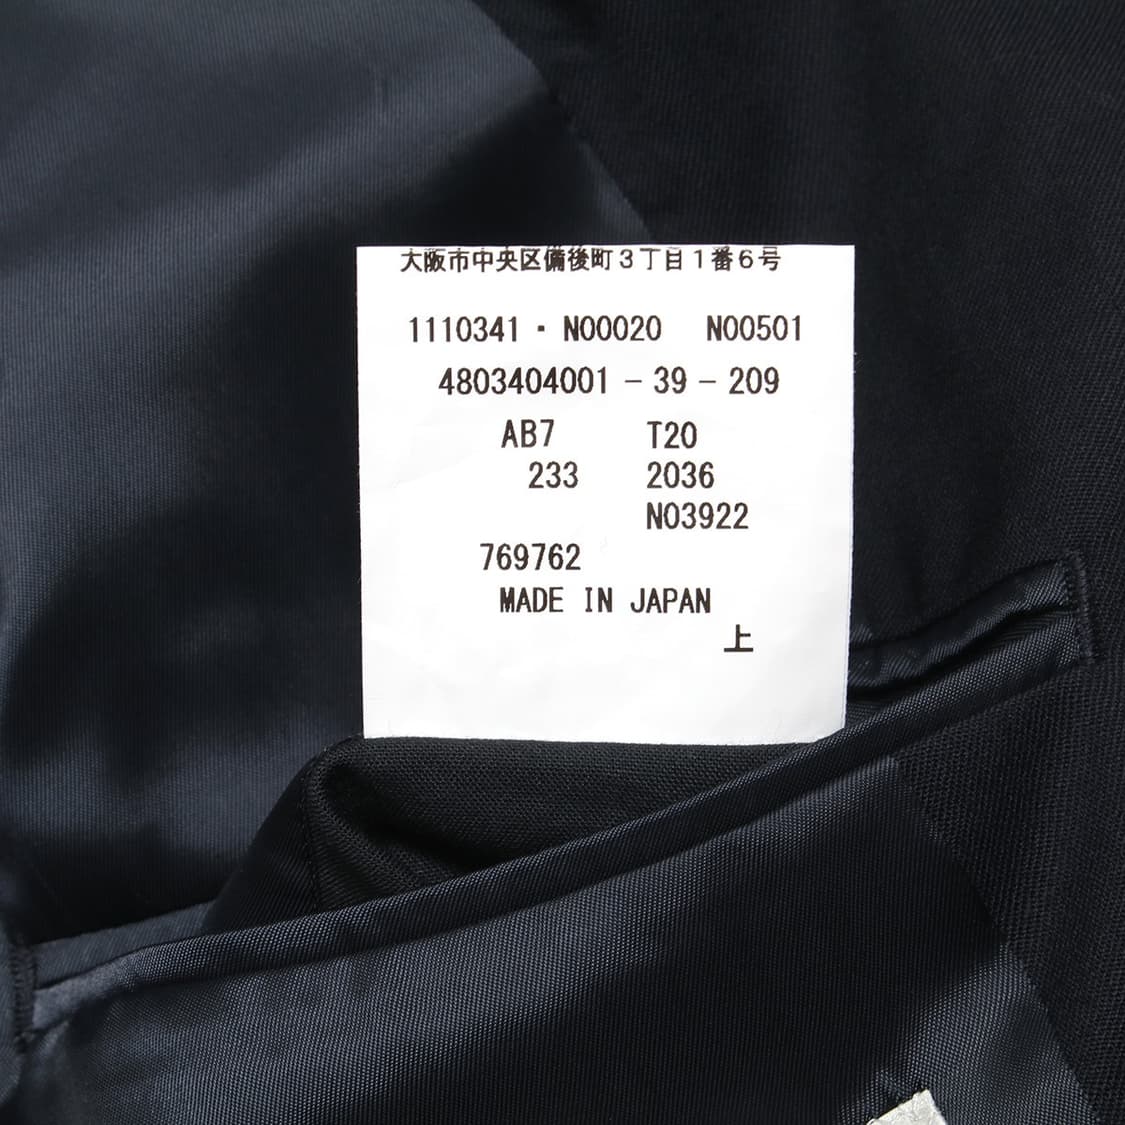 大阪市中央区備後町3丁目1番6号
1110341・N00020 N00501
4803404001－39－209
AB7 T20
233 2036
N03922
769762
MADE IN JAPAN
上